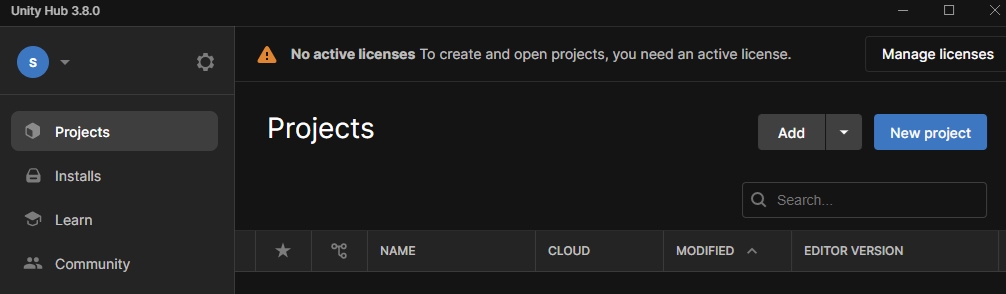 Unity Hub 3.8.0
S
No active licenses To create and open projects, you need an active license.
Manage licenses
Projects
Installs
Learn
Community
Projects
Add
New project
Search...
NAME CLOUD MODIFIED EDITOR VERSION